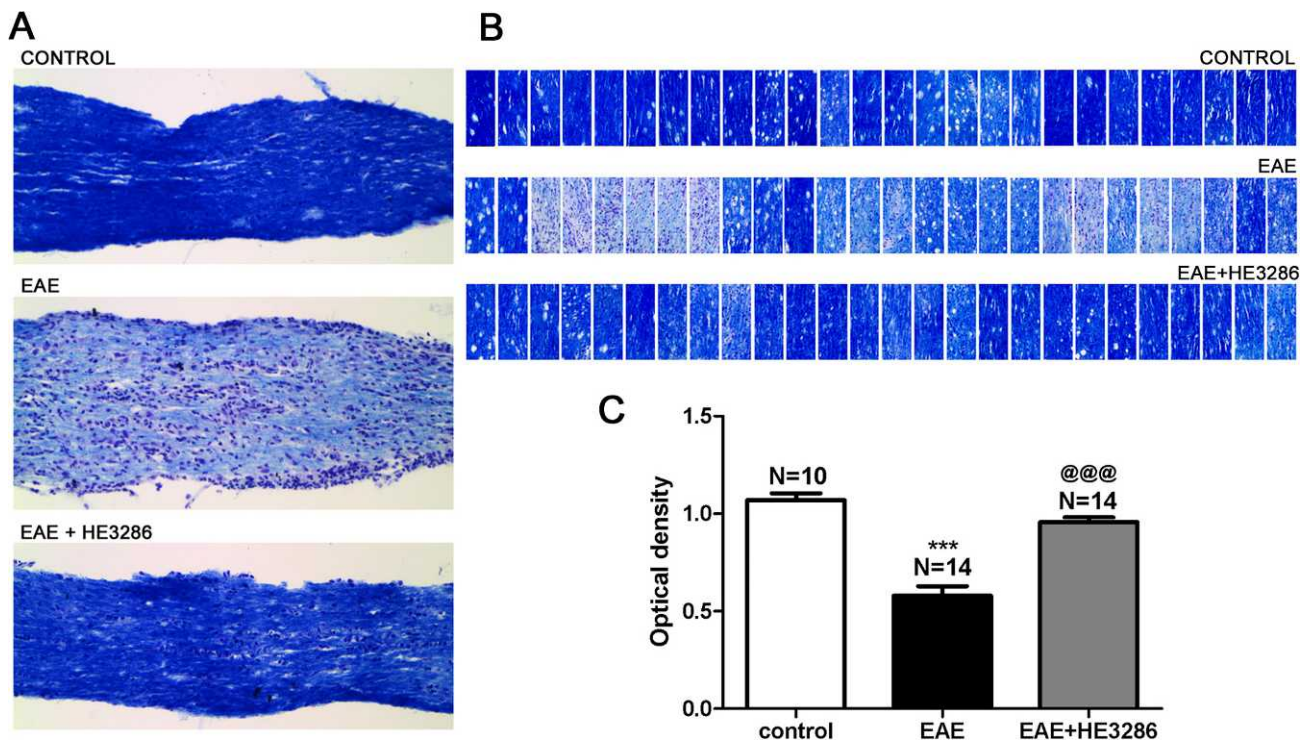 A
CONTROL
EAE
EAE + HE3286
B
CONTROL
EAE
EAE+HE3286
C
Optical density
1.5
1.0
0.5
0.0
N=10
***
N=14
@@@
N=14
control
EAE
EAE+HE3286